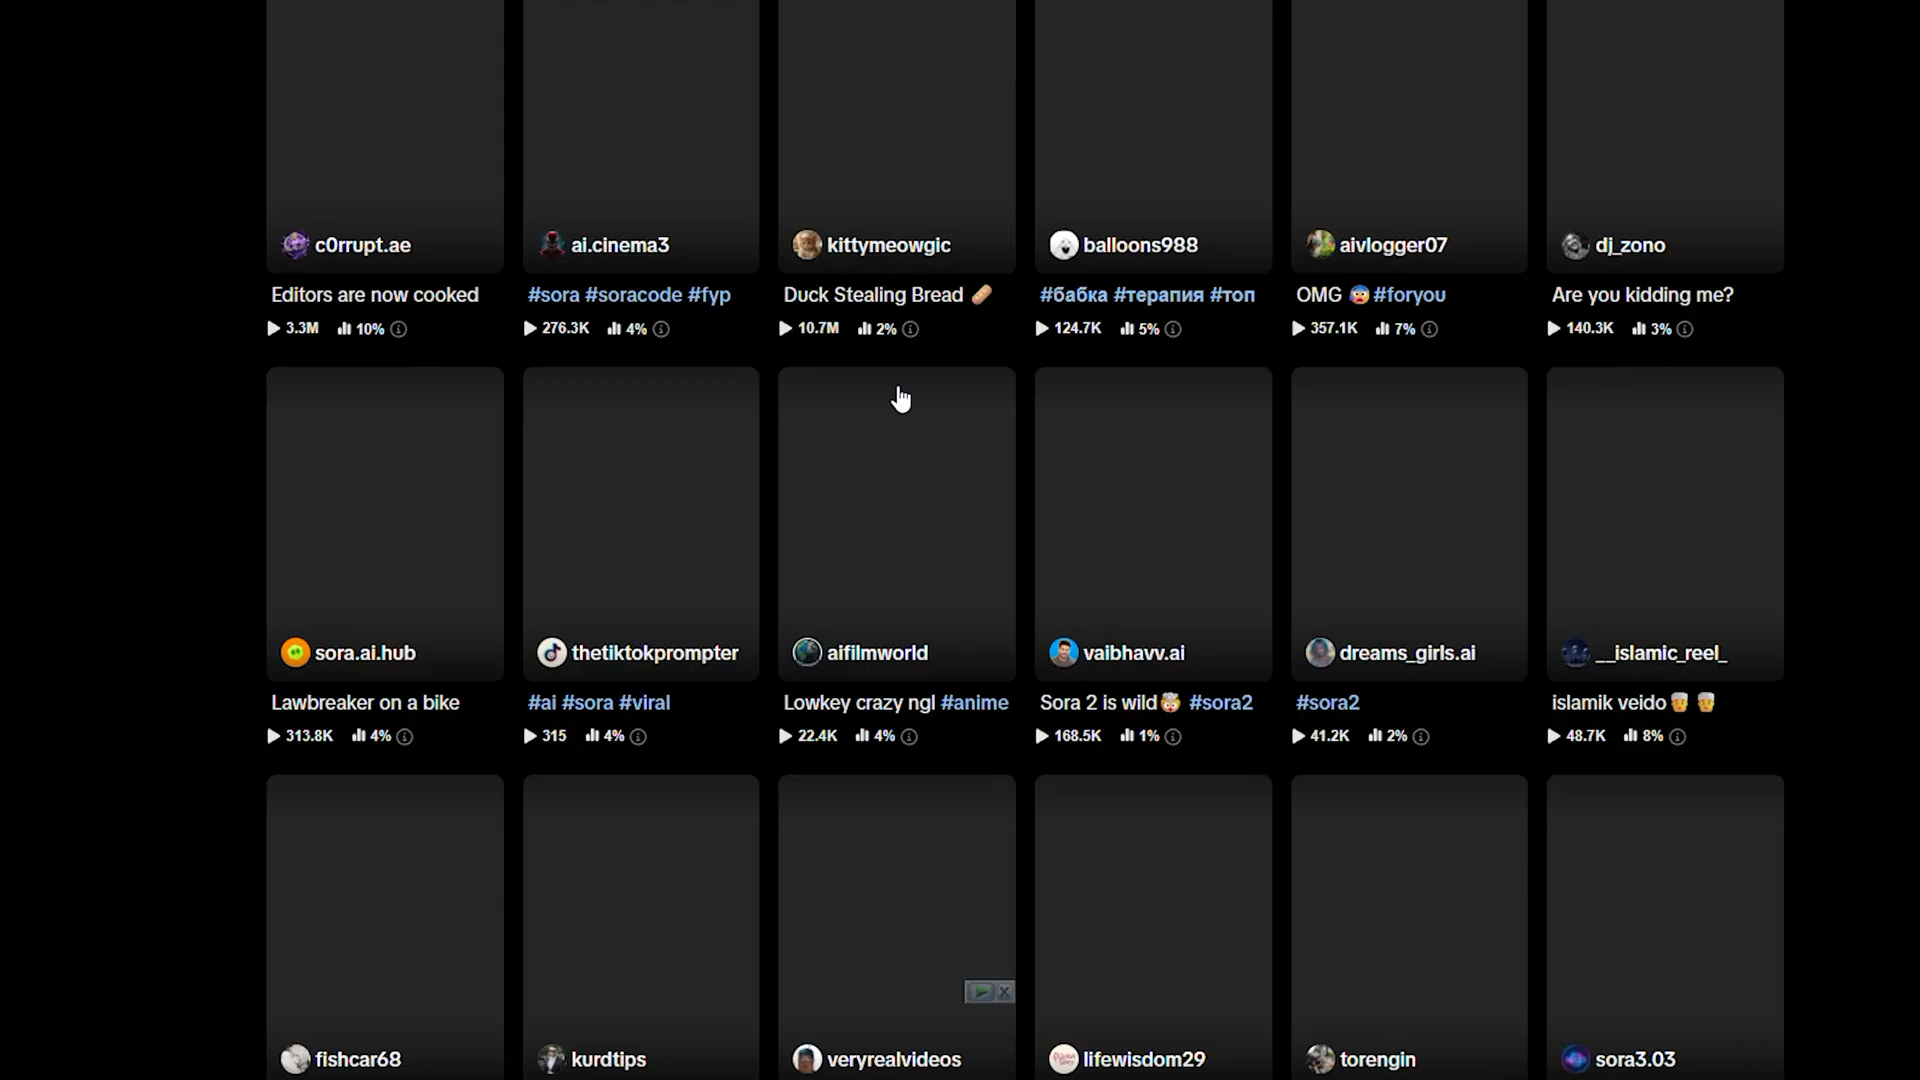 c0rrupt.ae
ai.cinema3
kittymeowgic
balloons988
aivlogger07
dj_zono
Editors are now cooked
#sora #soracode #fyp
Duck Stealing Bread 🥖
#бабка #терапия #топ
OMG 😨 #foryou
Are you kidding me?
3.3M 10%
276.3K 4%
10.7M 2%
124.7K 5%
357.1K 7%
140.3K 3%
sora.ai.hub
thetiktokprompter
aifilmworld
vaibhavv.ai
dreams_girls.ai
__islamic_reel_
Lawbreaker on a bike
#ai #sora #viral
Lowkey crazy ngl #anime
Sora 2 is wild🤯 #sora2
#sora2
islamik veido👳 👳
313.8K 4%
315 4%
22.4K 4%
168.5K 1%
41.2K 2%
48.7K 8%
fishcar68
kurdtips
veryrealvideos
lifewisdom29
torengin
sora3.03